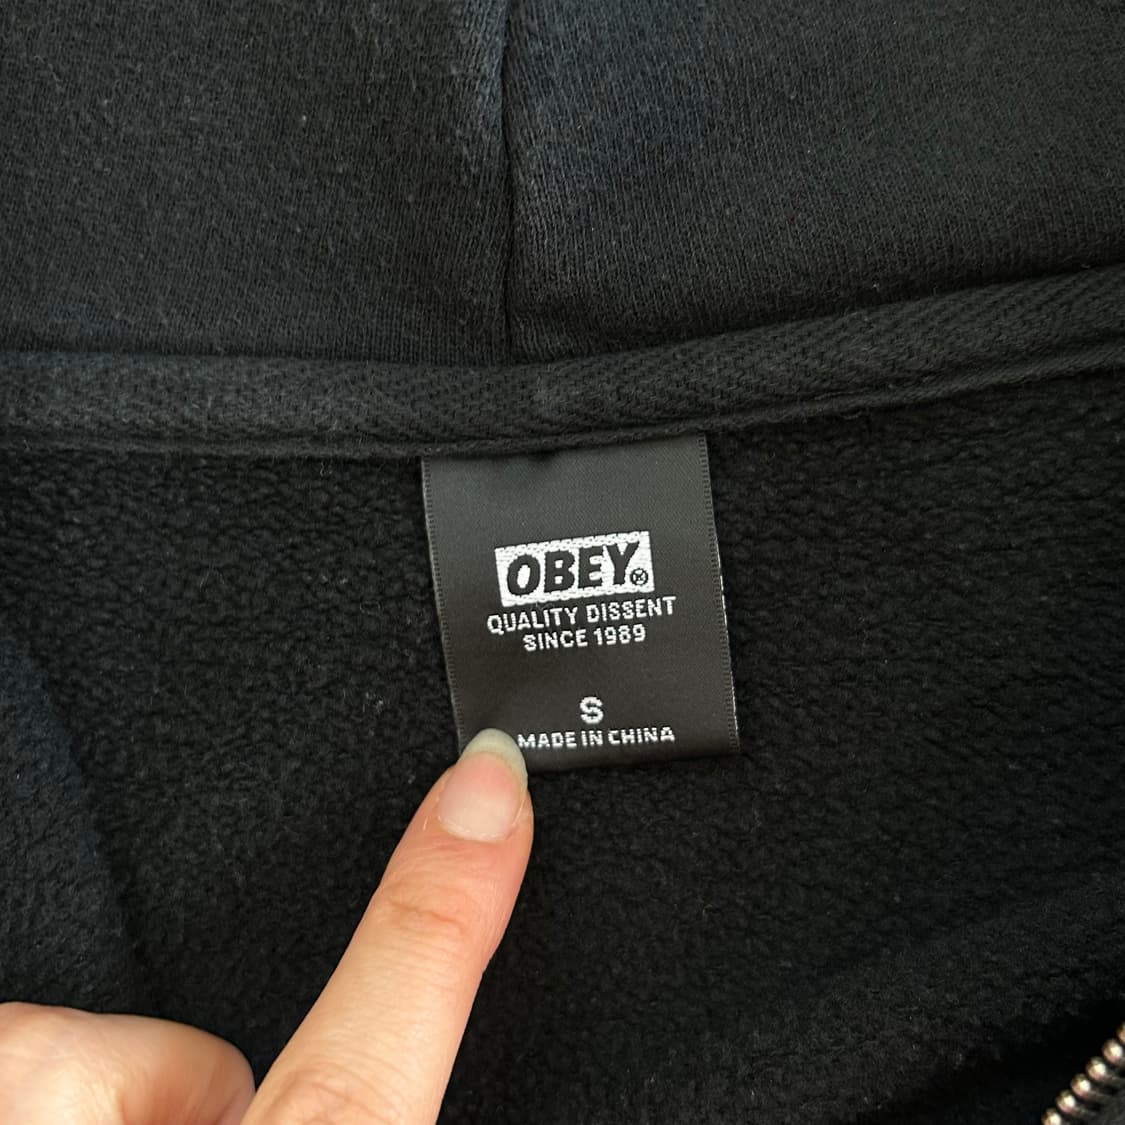 OBEY®
QUALITY DISSENT
SINCE 1989
S
MADE IN CHINA